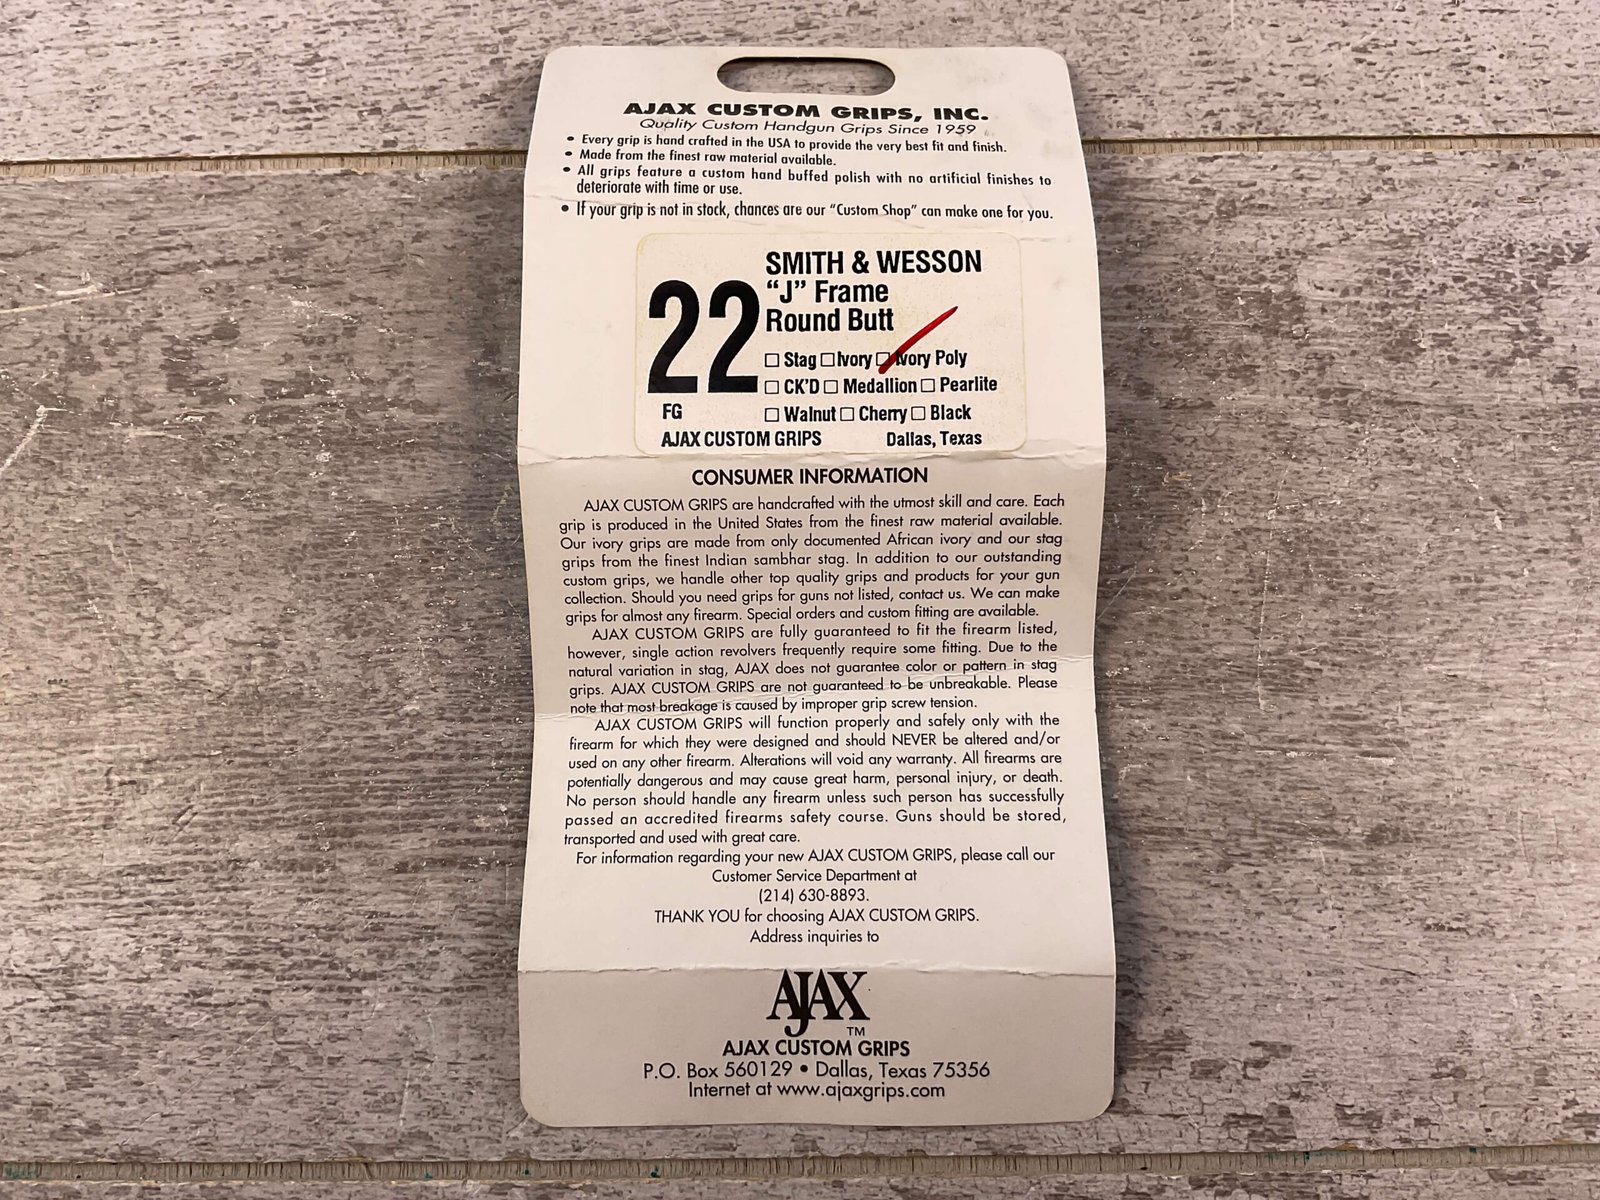 AJAX CUSTOM GRIPS, INC.
Quality Custom Handgun Grips Since 1959
• Every grip is hand crafted in the USA to provide the very best fit and finish.
• Made from the finest raw material available.
• All grips feature a custom hand buffed polish with no artificial finishes to
deteriorate with time or use.
• If your grip is not in stock, chances are our “Custom Shop” can make one for you.
22
SMITH & WESSON
“J” Frame
Round Butt
☐ Stag ☐ Ivory ☐ Ivory Poly
☐ CK'D ☐ Medallion ☐ Pearlite
FG ☐ Walnut ☐ Cherry ☐ Black
AJAX CUSTOM GRIPS Dallas, Texas
CONSUMER INFORMATION
AJAX CUSTOM GRIPS are handcrafted with the utmost skill and care. Each
grip is produced in the United States from the finest raw material available.
Our ivory grips are made from only documented African ivory and our stag
grips from the finest Indian sambhar stag. In addition to our outstanding
custom grips, we handle other top quality grips and products for your gun
collection. Should you need grips for guns not listed, contact us. We can make
grips for almost any firearm. Special orders and custom fitting are available.
AJAX CUSTOM GRIPS are fully guaranteed to fit the firearm listed,
however, single action revolvers frequently require some fitting. Due to the
natural variation in stag, AJAX does not guarantee color or pattern in stag
grips. AJAX CUSTOM GRIPS are not guaranteed to be unbreakable. Please
note that most breakage is caused by improper grip screw tension.
AJAX CUSTOM GRIPS will function properly and safely only with the
firearm for which they were designed and should NEVER be altered and/or
used on any other firearm. Alterations will void any warranty. All firearms are
potentially dangerous and may cause great harm, personal injury, or death.
No person should handle any firearm unless such person has successfully
passed an accredited firearms safety course. Guns should be stored,
transported and used with great care.
For information regarding your new AJAX CUSTOM GRIPS, please call our
Customer Service Department at
(214) 630-8893.
THANK YOU for choosing AJAX CUSTOM GRIPS.
Address inquiries to
AJAX
TM
AJAX CUSTOM GRIPS
P.O. Box 560129 • Dallas, Texas 75356
Internet at www.ajaxgrips.com